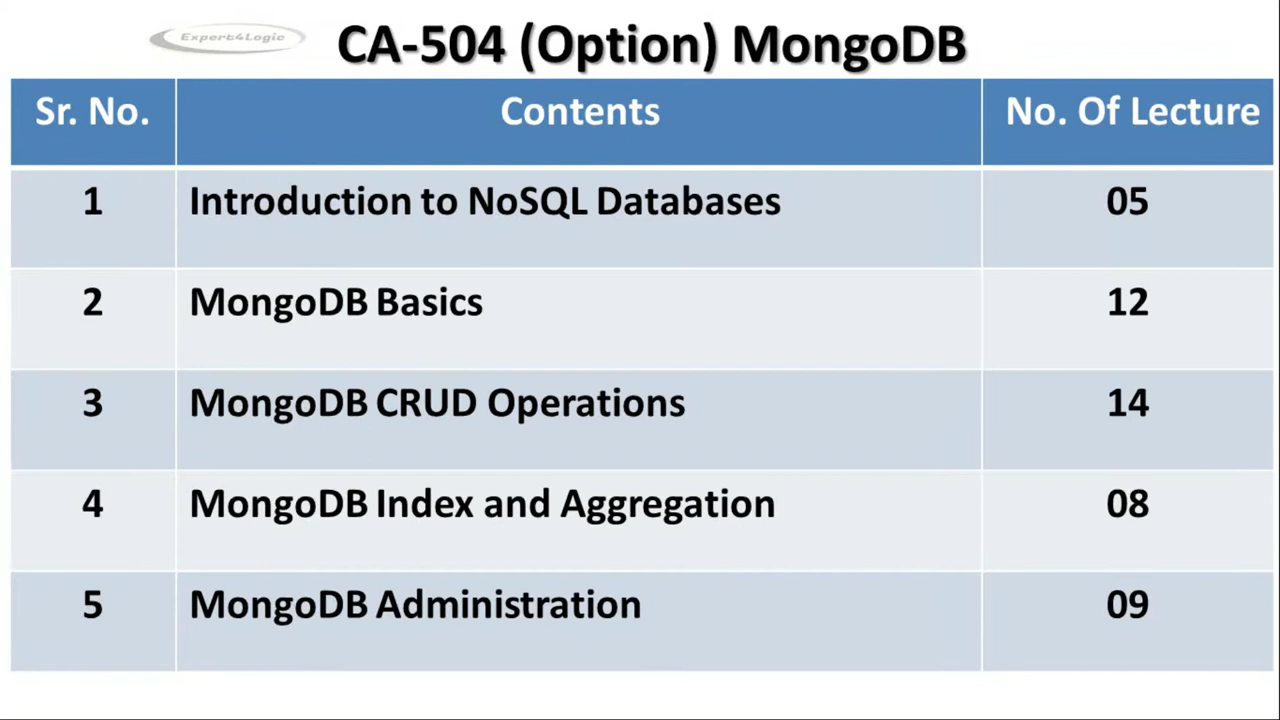 Expert4Logic
CA-504 (Option) MongoDB
Sr. No. Contents No. Of Lecture
1 Introduction to NoSQL Databases 05
2 MongoDB Basics 12
3 MongoDB CRUD Operations 14
4 MongoDB Index and Aggregation 08
5 MongoDB Administration 09